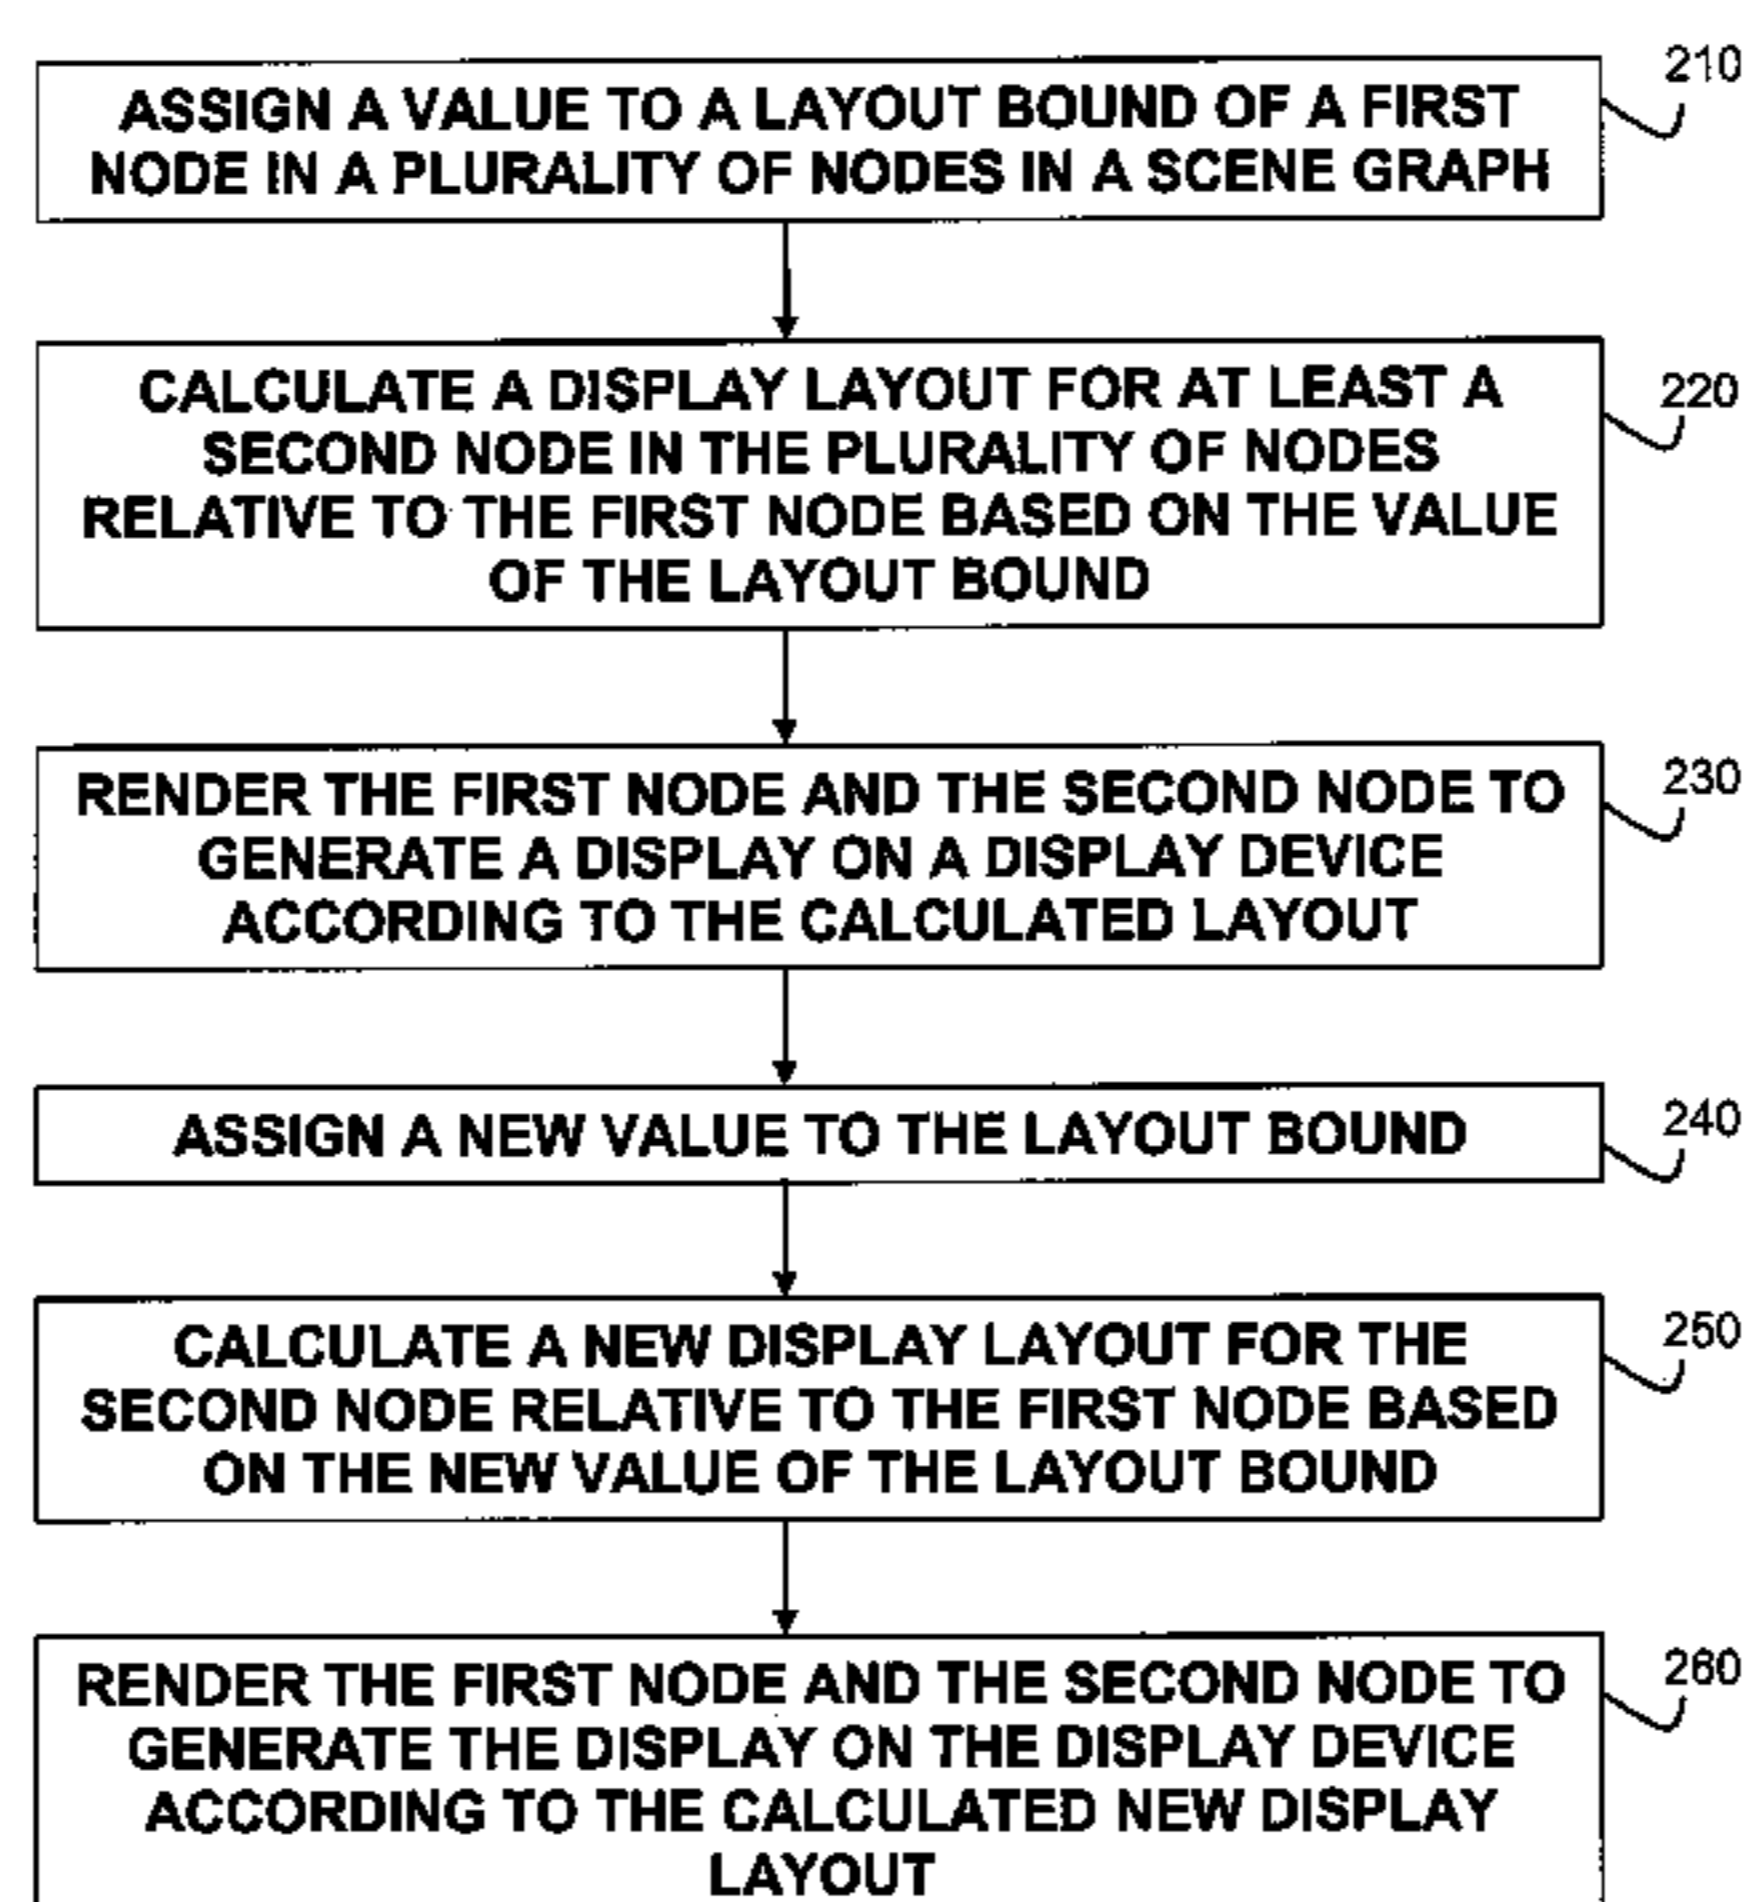 210
ASSIGN A VALUE TO A LAYOUT BOUND OF A FIRST
NODE IN A PLURALITY OF NODES IN A SCENE GRAPH
220
CALCULATE A DISPLAY LAYOUT FOR AT LEAST A
SECOND NODE IN THE PLURALITY OF NODES
RELATIVE TO THE FIRST NODE BASED ON THE VALUE
OF THE LAYOUT BOUND
230
RENDER THE FIRST NODE AND THE SECOND NODE TO
GENERATE A DISPLAY ON A DISPLAY DEVICE
ACCORDING TO THE CALCULATED LAYOUT
240
ASSIGN A NEW VALUE TO THE LAYOUT BOUND
250
CALCULATE A NEW DISPLAY LAYOUT FOR THE
SECOND NODE RELATIVE TO THE FIRST NODE BASED
ON THE NEW VALUE OF THE LAYOUT BOUND
260
RENDER THE FIRST NODE AND THE SECOND NODE TO
GENERATE THE DISPLAY ON THE DISPLAY DEVICE
ACCORDING TO THE CALCULATED NEW DISPLAY
LAYOUT